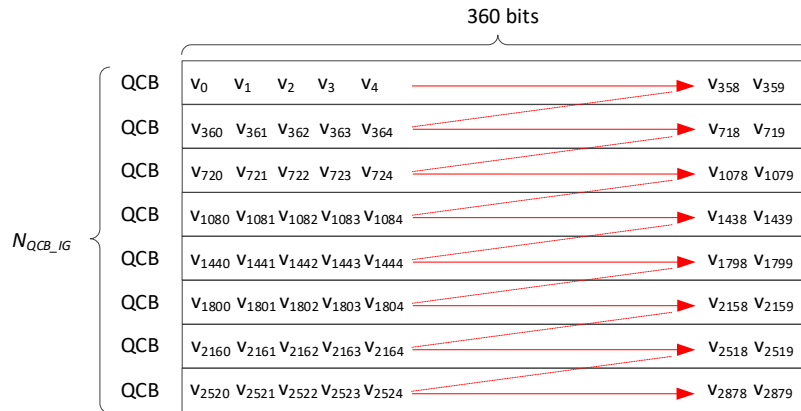 360 bits
QCB v0 v1 v2 v3 v4 v358 v359
QCB v360 v361 v362 v363 v364 v718 v719
QCB v720 v721 v722 v723 v724 v1078 v1079
QCB v1080 v1081 v1082 v1083 v1084 v1438 v1439
NQCB_IG
QCB v1440 v1441 v1442 v1443 v1444 v1798 v1799
QCB v1800 v1801 v1802 v1803 v1804 v2158 v2159
QCB v2160 v2161 v2162 v2163 v2164 v2518 v2519
QCB v2520 v2521 v2522 v2523 v2524 v2878 v2879